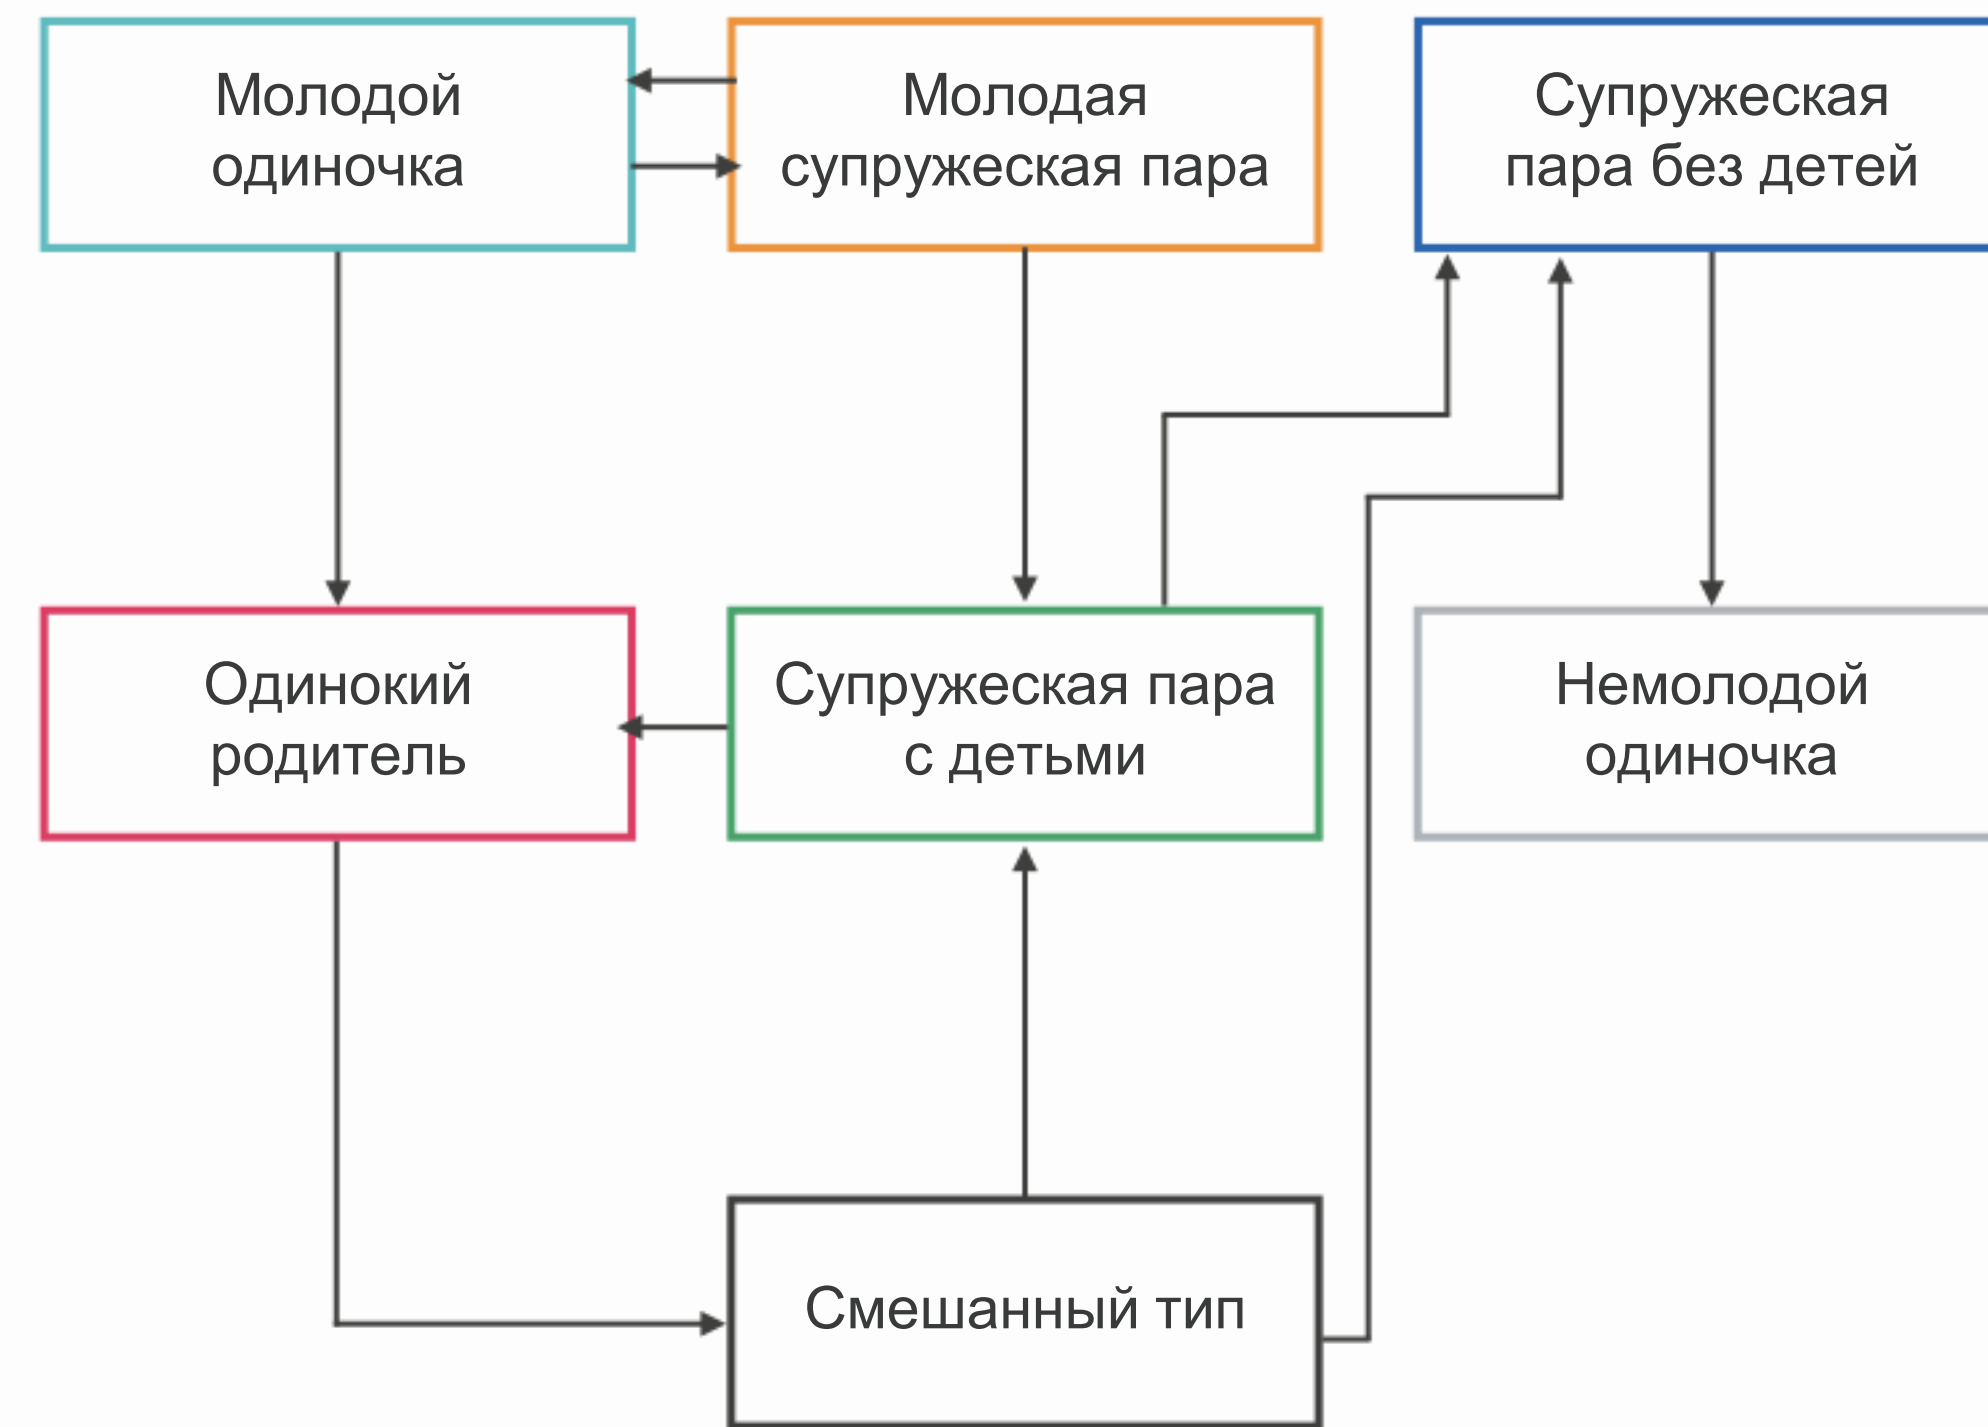 Молодой
одиночка
Молодая
супружеская пара
Супружеская
пара без детей
Одинокий
родитель
Супружеская пара
с детьми
Немолодой
одиночка
Смешанный тип